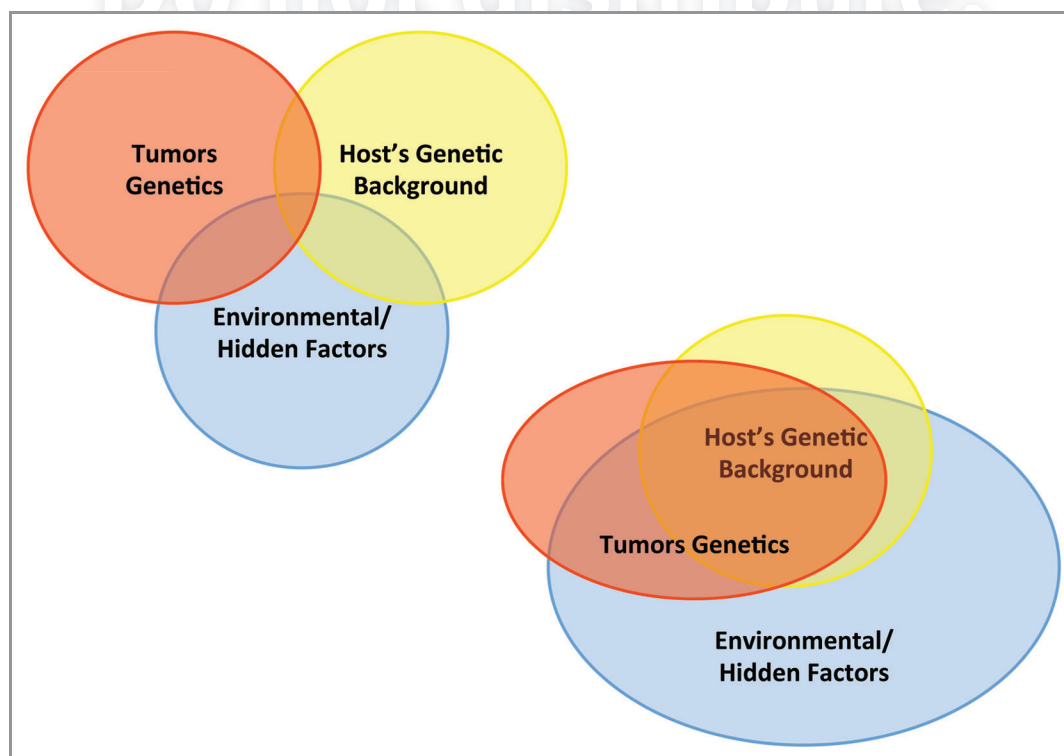 Tumors
Genetics
Host's Genetic
Background
Environmental/
Hidden Factors
Host's Genetic
Background
Tumors Genetics
Environmental/
Hidden Factors